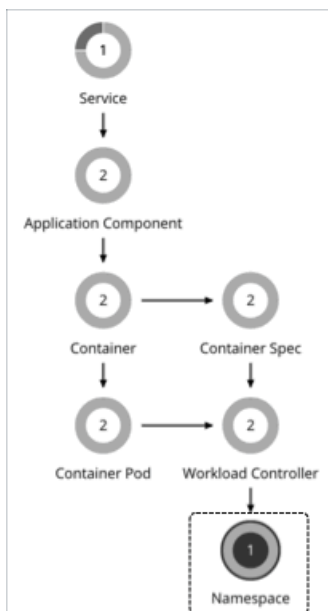 1
Service
2
Application Component
2 2
Container Container Spec
2 2
Container Pod Workload Controller
1
Namespace